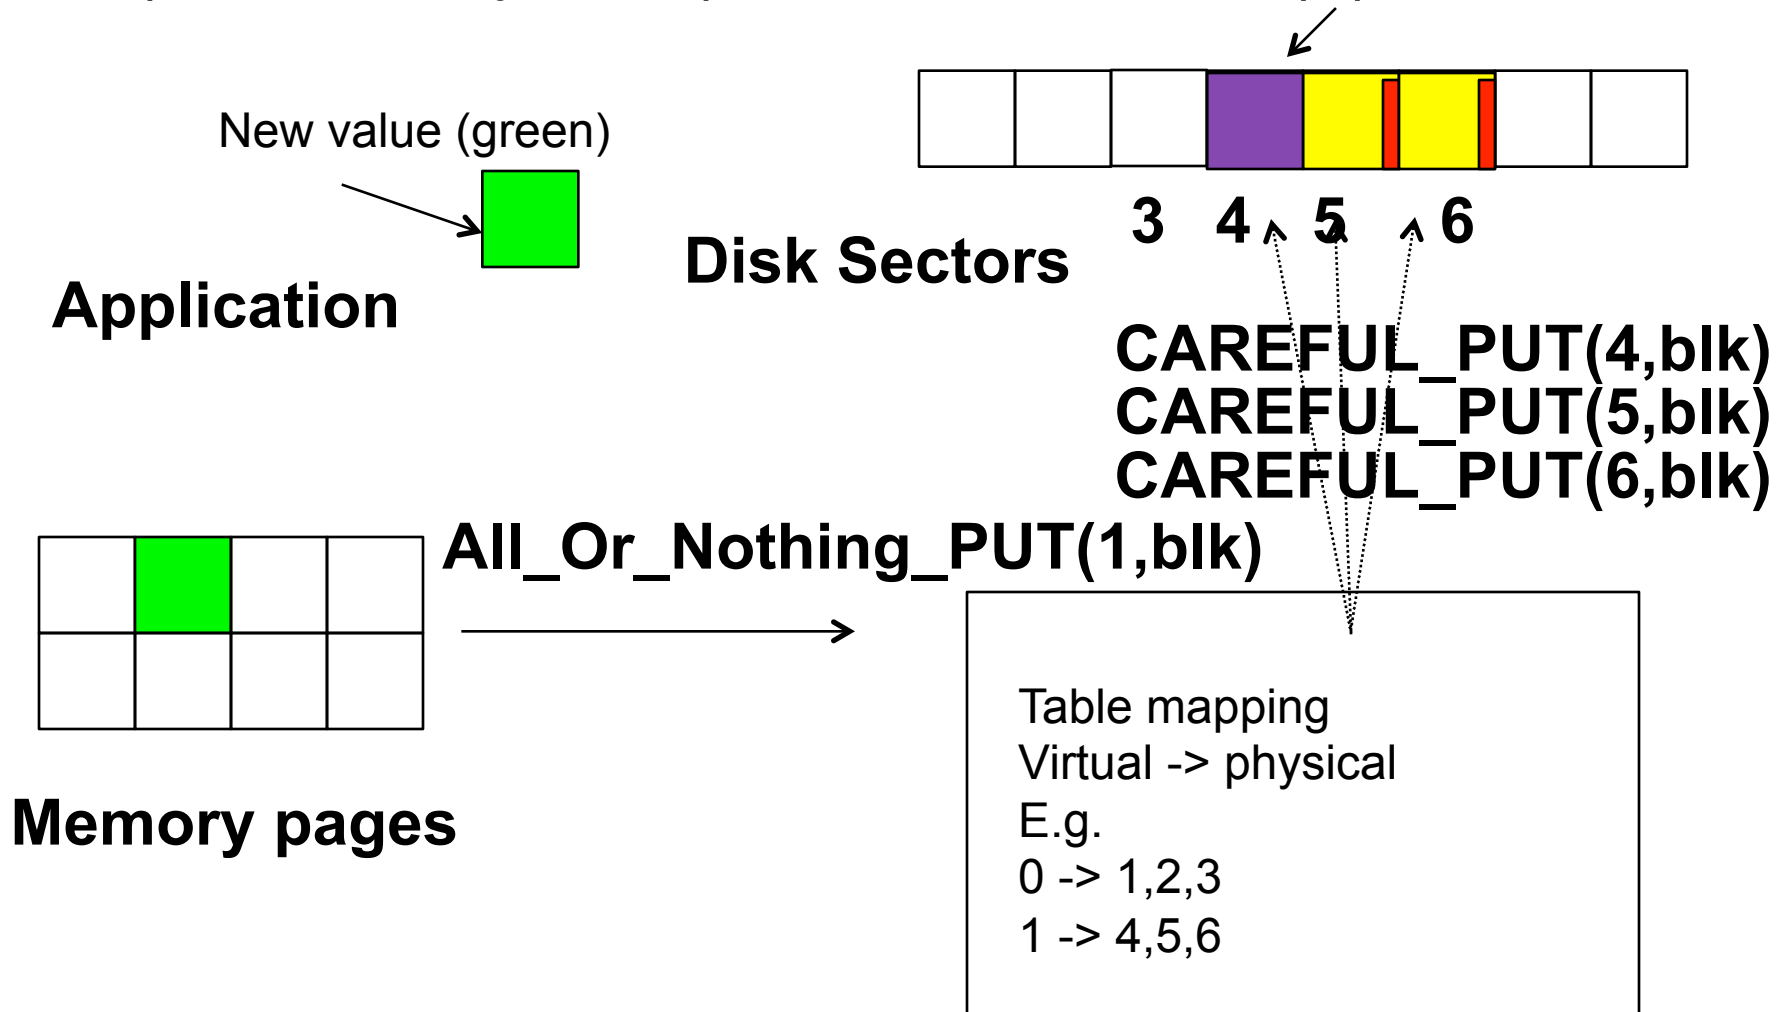 New value (green)
3 4 5 6
Disk Sectors
Application
CAREFUL_PUT(4,blk)
CAREFUL_PUT(5,blk)
CAREFUL_PUT(6,blk)
All_Or_Nothing_PUT(1,blk)
Table mapping
Virtual -> physical
E.g.
0 -> 1,2,3
1 -> 4,5,6
Memory pages